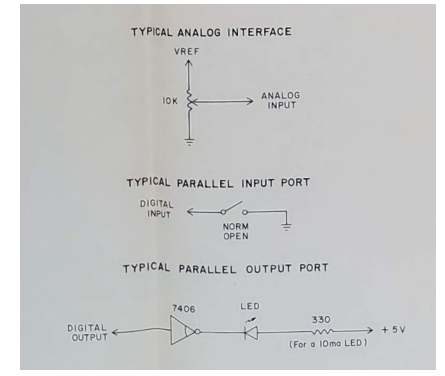 TYPICAL ANALOG INTERFACE
VREF
10K
ANALOG
INPUT
TYPICAL PARALLEL INPUT PORT
DIGITAL
INPUT
NORM
OPEN
TYPICAL PARALLEL OUTPUT PORT
7406
LED
330
DIGITAL
OUTPUT
+ 5V
(For a 10ma LED)